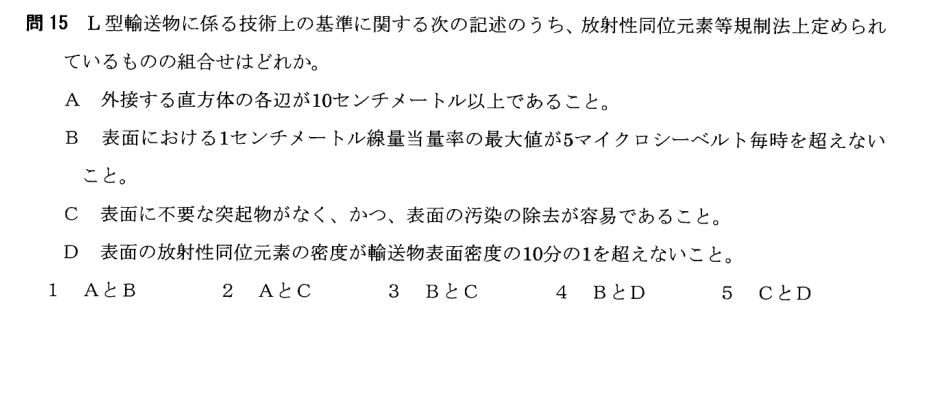 問15　L型輸送物に係る技術上の基準に関する次の記述のうち、放射性同位元素等規制法上定められ
ているものの組合せはどれか。
A　外接する直方体の各辺が10センチメートル以上であること。
B　表面における1センチメートル線量当量率の最大値が5マイクロシーベルト毎時を超えない
こと。
C　表面に不要な突起物がなく、かつ、表面の汚染の除去が容易であること。
D　表面の放射性同位元素の密度が輸送物表面密度の10分の1を超えないこと。
1　AとB　　2　AとC　　3　BとC　　4　BとD　　5　CとD